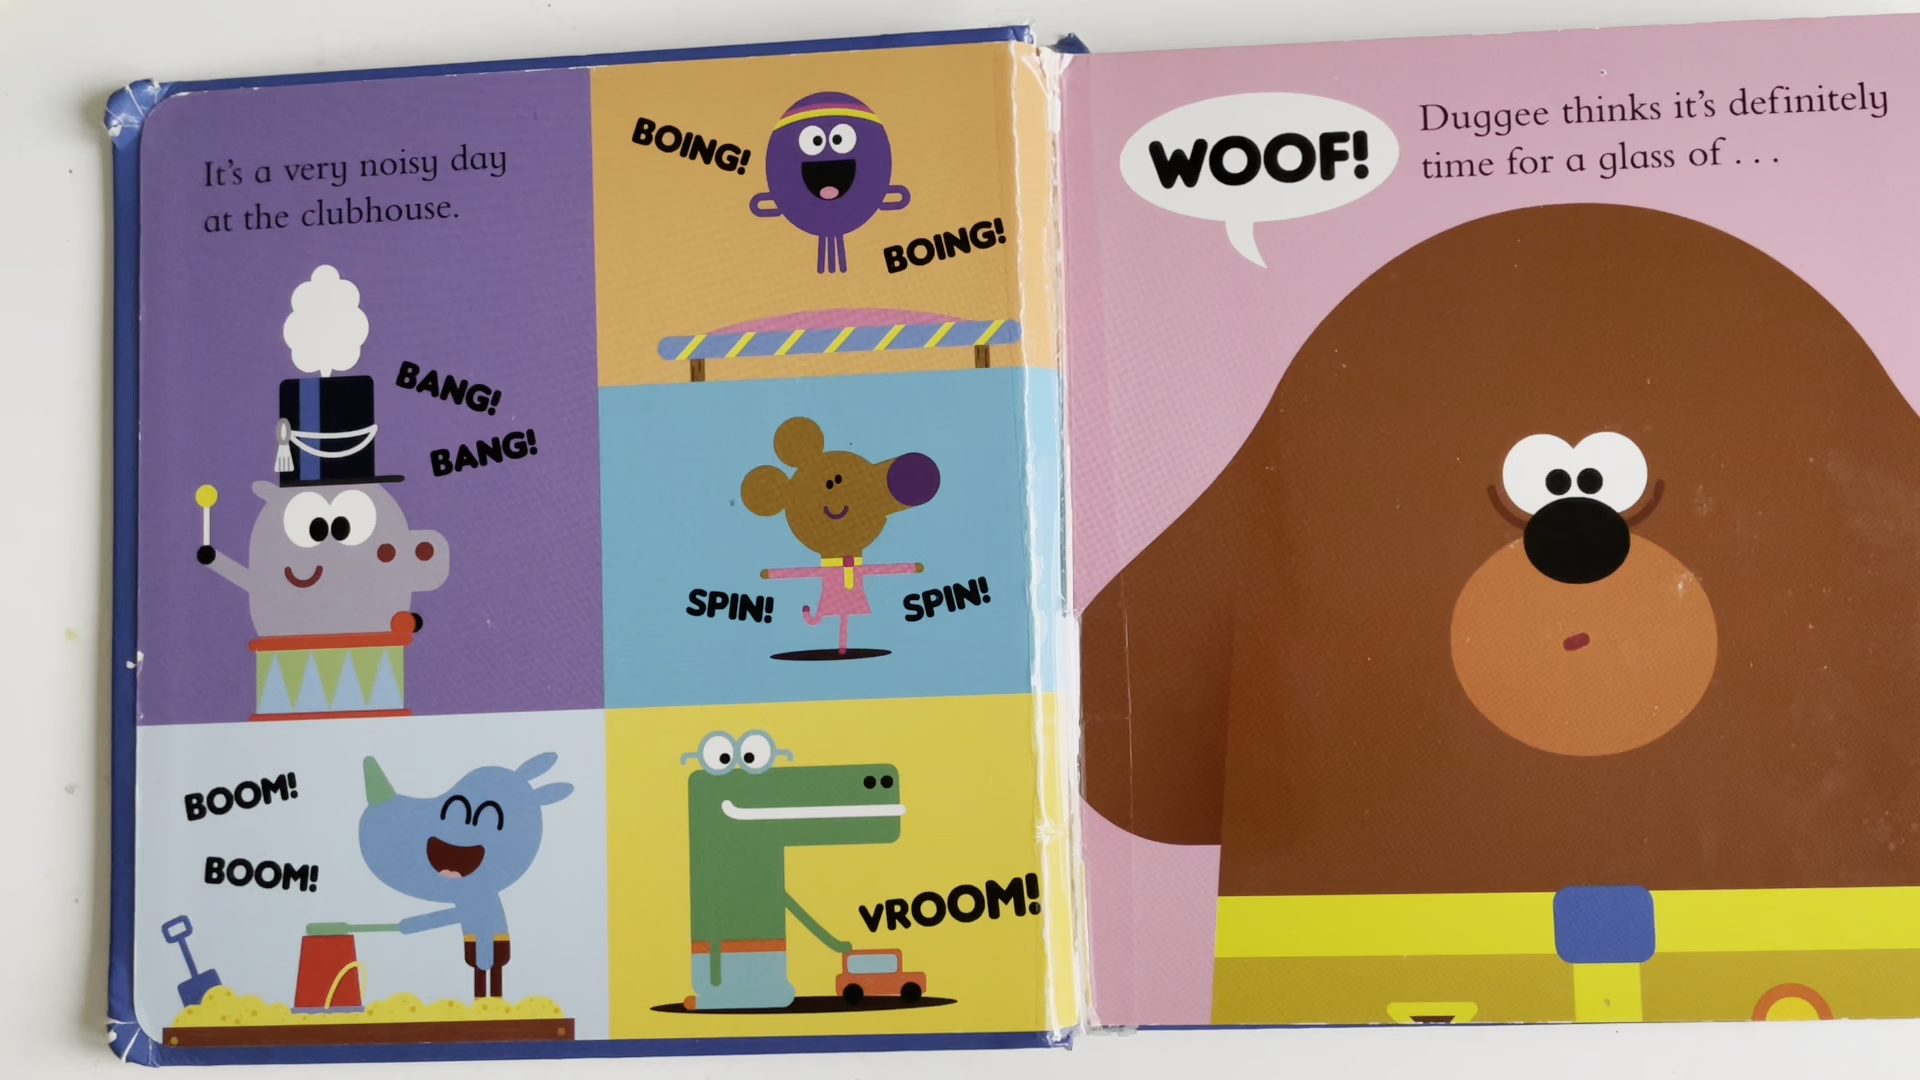 It's a very noisy day
at the clubhouse.
BANG!
BANG!
BOING!
BOING!
SPIN!
SPIN!
BOOM!
BOOM!
VROOM!
WOOF!
Duggee thinks it's definitely
time for a glass of . . .